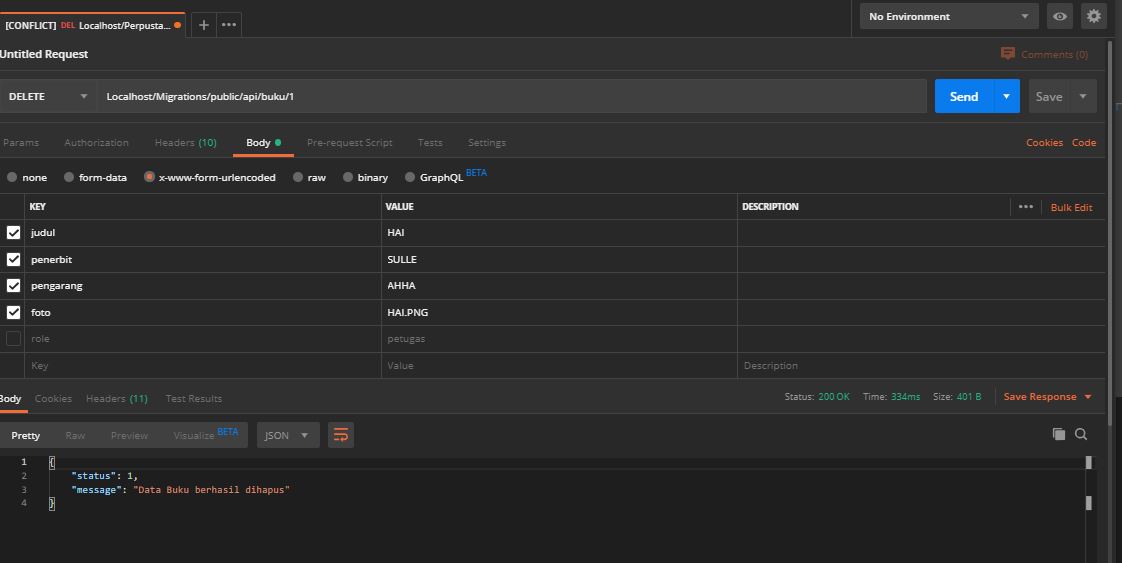 [CONFLICT] DEL Localhost/Perpusta... + •••
No Environment
Untitled Request
Comments (0)
DELETE Localhost/Migrations/public/api/buku/1 Send Save
Params Authorization Headers (10) Body Pre-request Script Tests Settings Cookies Code
none form-data x-www-form-urlencoded raw binary GraphQL BETA
KEY VALUE DESCRIPTION ••• Bulk Edit
judul HAI
penerbit SULLE
pengarang AHHA
foto HAI.PNG
role petugas
Key Value Description
Body Cookies Headers (11) Test Results Status: 200 OK Time: 334ms Size: 401 B Save Response
Pretty Raw Preview Visualize BETA JSON
1 {
2 "status": 1,
3 "message": "Data Buku berhasil dihapus"
4 }